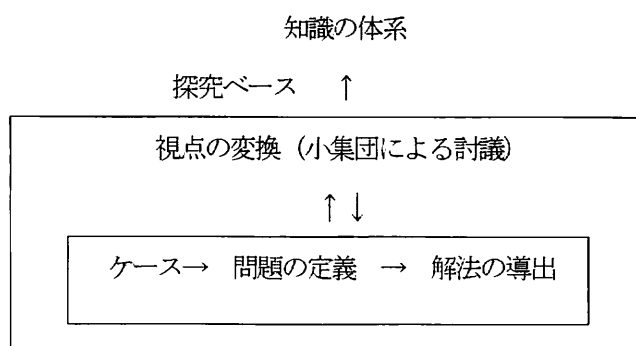 知識の体系
探究ベース ↑
視点の変換（小集団による討議）
↑↓
ケース→ 問題の定義 → 解法の導出